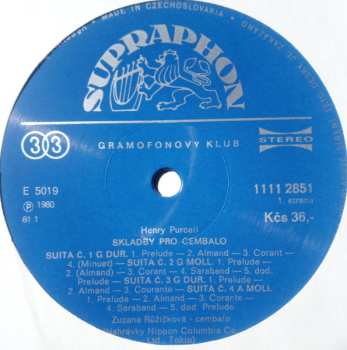 MADE IN CZECHOSLOVAKIA
SUPRAPHON
33
GRAMOFONOVÝ KLUB
STEREO
E 5019
1111 2851
Ⓟ 1980
1. strana
81 1
Kčs 36,-
Henry Purcell
SKLADBY PRO CEMBALO
SUITA Č. 1 G DUR. 1. Prelude — 2. Almand — 3. Corant —
4. (Minuet) — SUITA Č. 2 G MOLL. 1. Prelude —
2. (Almand) — 3. Corant — 4. Saraband — 5. dod.
Prelude — SUITA Č. 3 G DUR. 1. Prelude —
2. Almand — 3. Courante — SUITA Č. 4 A MOLL
1. Prelude — 2. Almand — 3. Corante —
4. Saraband — 5. dod. Prelude
Zuzana Růžičková - cembalo
Nahrávky Nippon Columbia Co.
Ltd., Tokio